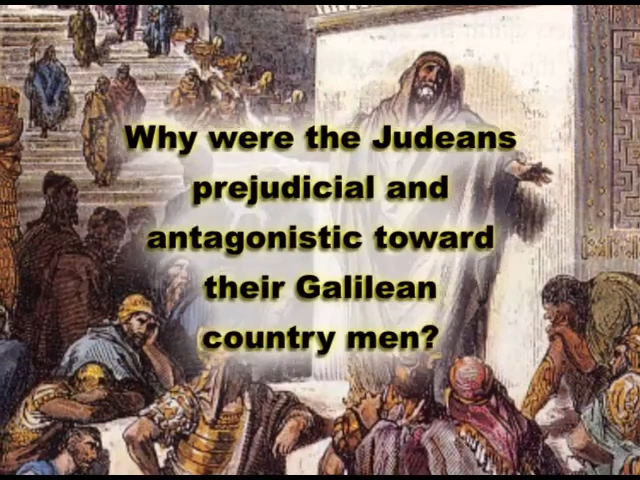 Why were the Judeans
prejudicial and
antagonistic toward
their Galilean
country men?